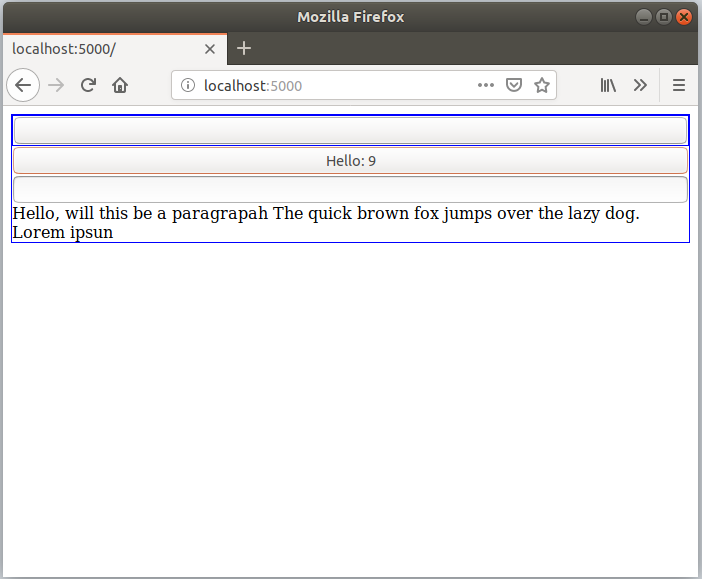 Mozilla Firefox
localhost:5000/
localhost:5000
Hello: 9
Hello, will this be a paragrapah The quick brown fox jumps over the lazy dog.
Lorem ipsun